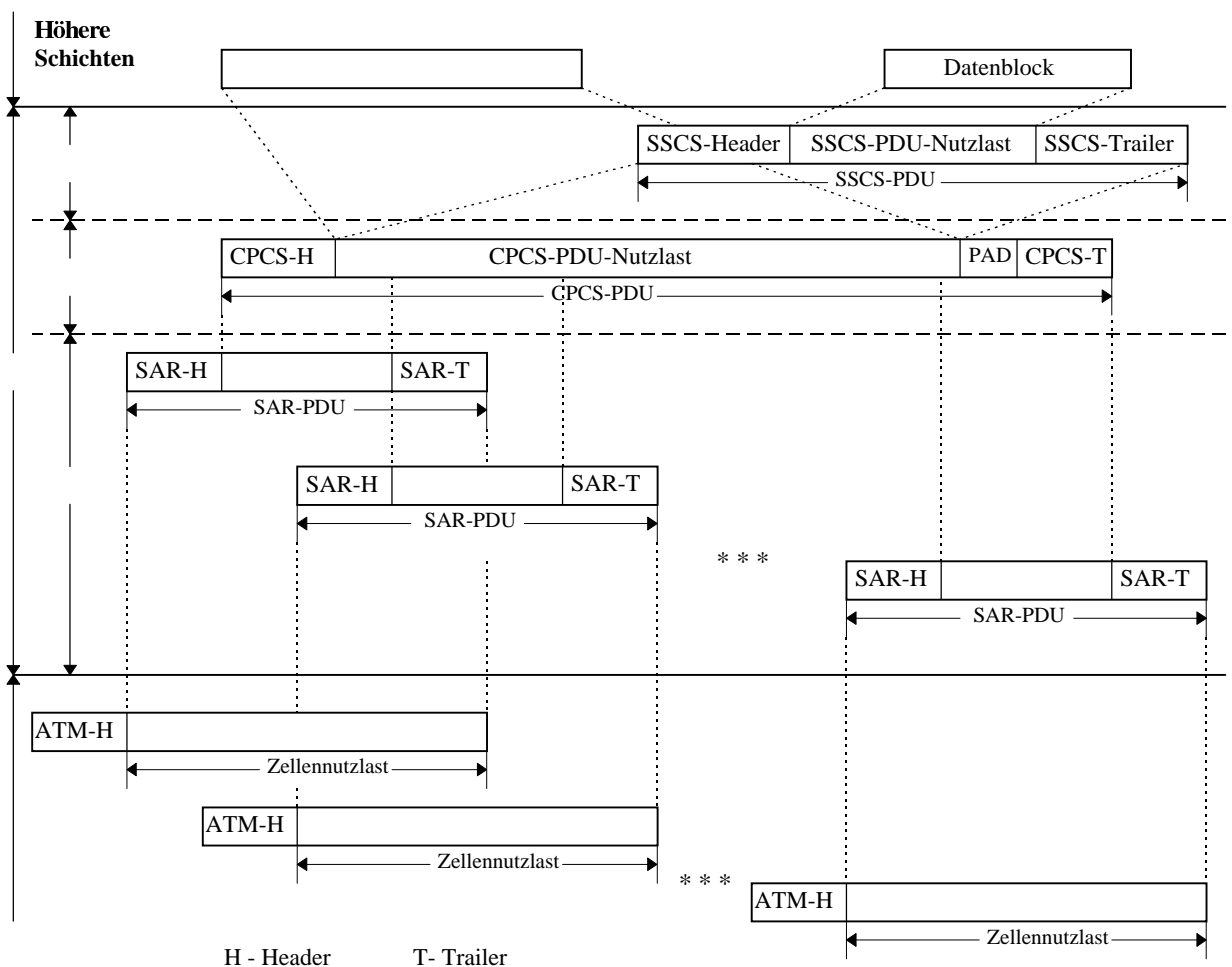 Höhere
Schichten
Datenblock
SSCS-Header SSCS-PDU-Nutzlast SSCS-Trailer
SSCS-PDU
CPCS-H CPCS-PDU-Nutzlast PAD CPCS-T
CPCS-PDU
SAR-H SAR-T
SAR-PDU
SAR-H SAR-T
SAR-PDU
* * *
SAR-H SAR-T
SAR-PDU
ATM-H
Zellennutzlast
ATM-H
Zellennutzlast
* * *
ATM-H
Zellennutzlast
H - Header T- Trailer